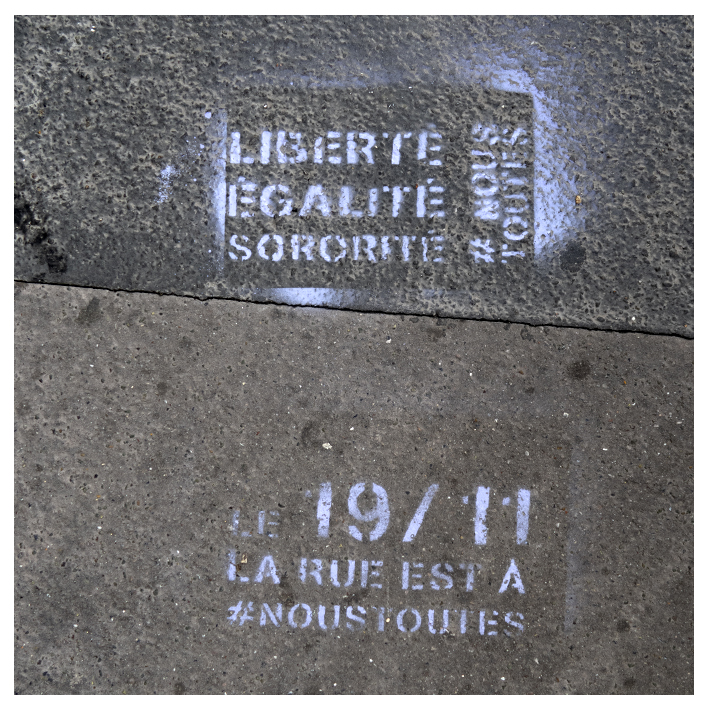 LIBERTÉ
ÉGALITÉ
SORORITÉ
# NOUS
TOUTES
LE 19/11
LA RUE EST À
#NOUSTOUTES